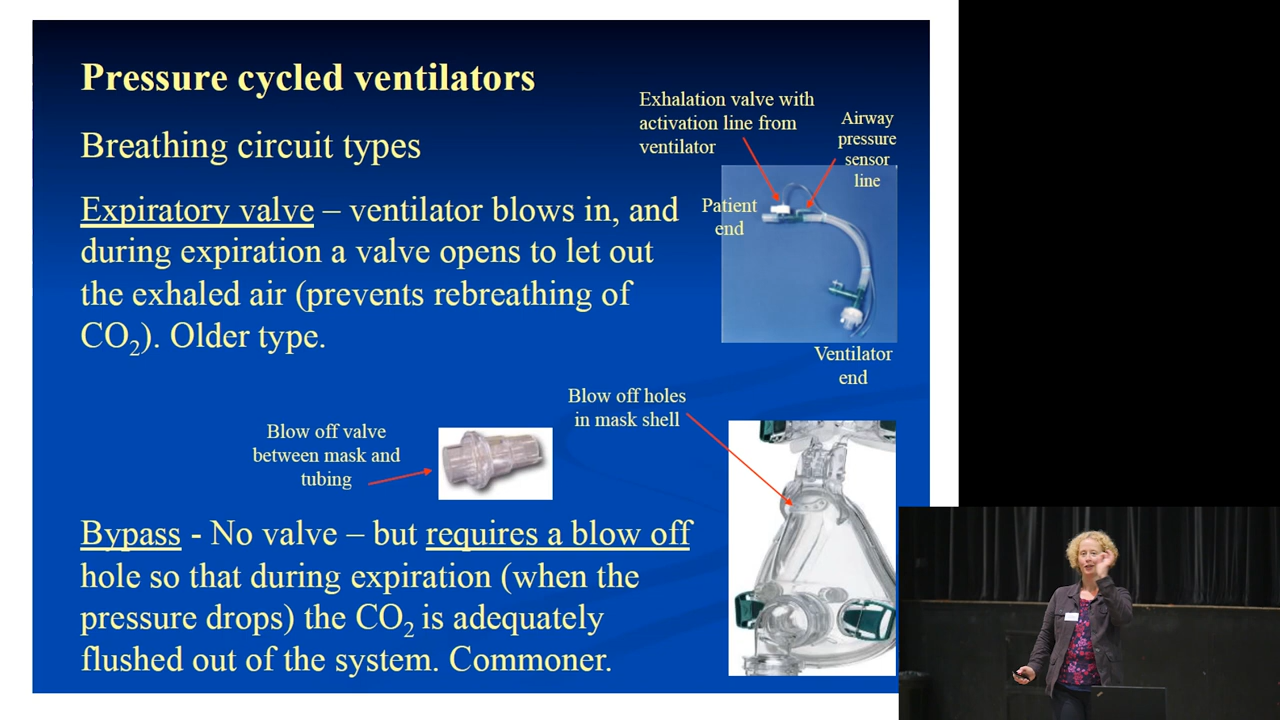 Pressure cycled ventilators
Breathing circuit types
Exhalation valve with
activation line from
ventilator
Airway
pressure
sensor
line
Expiratory valve – ventilator blows in, and
during expiration a valve opens to let out
the exhaled air (prevents rebreathing of
CO₂). Older type.
Patient
end
Ventilator
end
Blow off holes
in mask shell
Blow off valve
between mask and
tubing
Bypass - No valve – but requires a blow off
hole so that during expiration (when the
pressure drops) the CO₂ is adequately
flushed out of the system. Commoner.